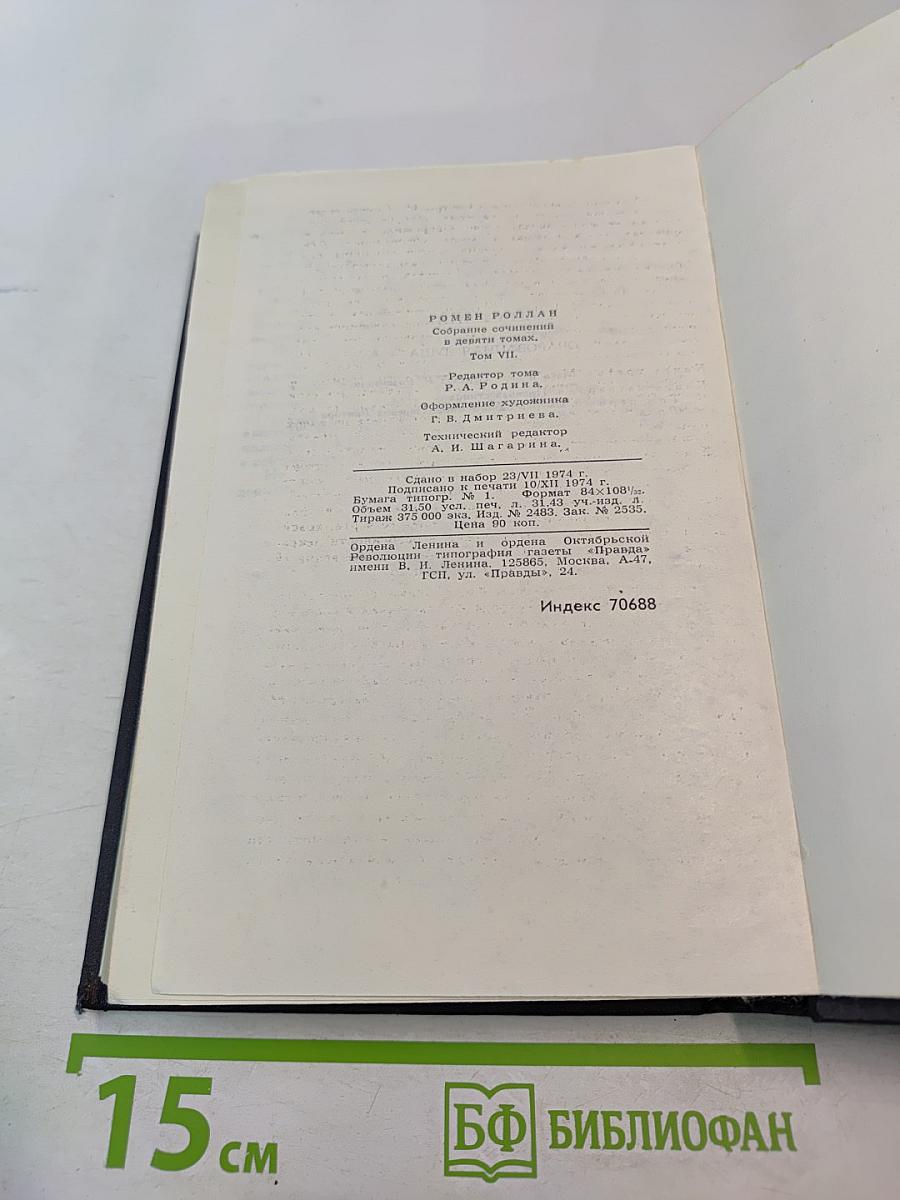 РОМЕН РОЛЛАН
Собрание сочинений
в девяти томах.
Том VII.
Редактор тома
Р. А. Родина.
Оформление художника
Г. В. Дмитриева.
Технический редактор
А. И. Шагарина.
Сдано в набор 23/VII 1974 г.
Подписано к печати 10/XII 1974 г.
Бумага типогр. № 1. Формат 84×108¹/₃₂.
Объем 31,50 усл. печ. л. 31,43 уч.-изд. л.
Тираж 375 000 экз. Изд. № 2483. Зак. № 2535.
Цена 90 коп.
Ордена Ленина и ордена Октябрьской
Революции типография газеты «Правда»
имени В. И. Ленина. 125865, Москва, А-47,
ГСП, ул. «Правды», 24.
Индекс 70688
15 см
БФ БИБЛИОФАН